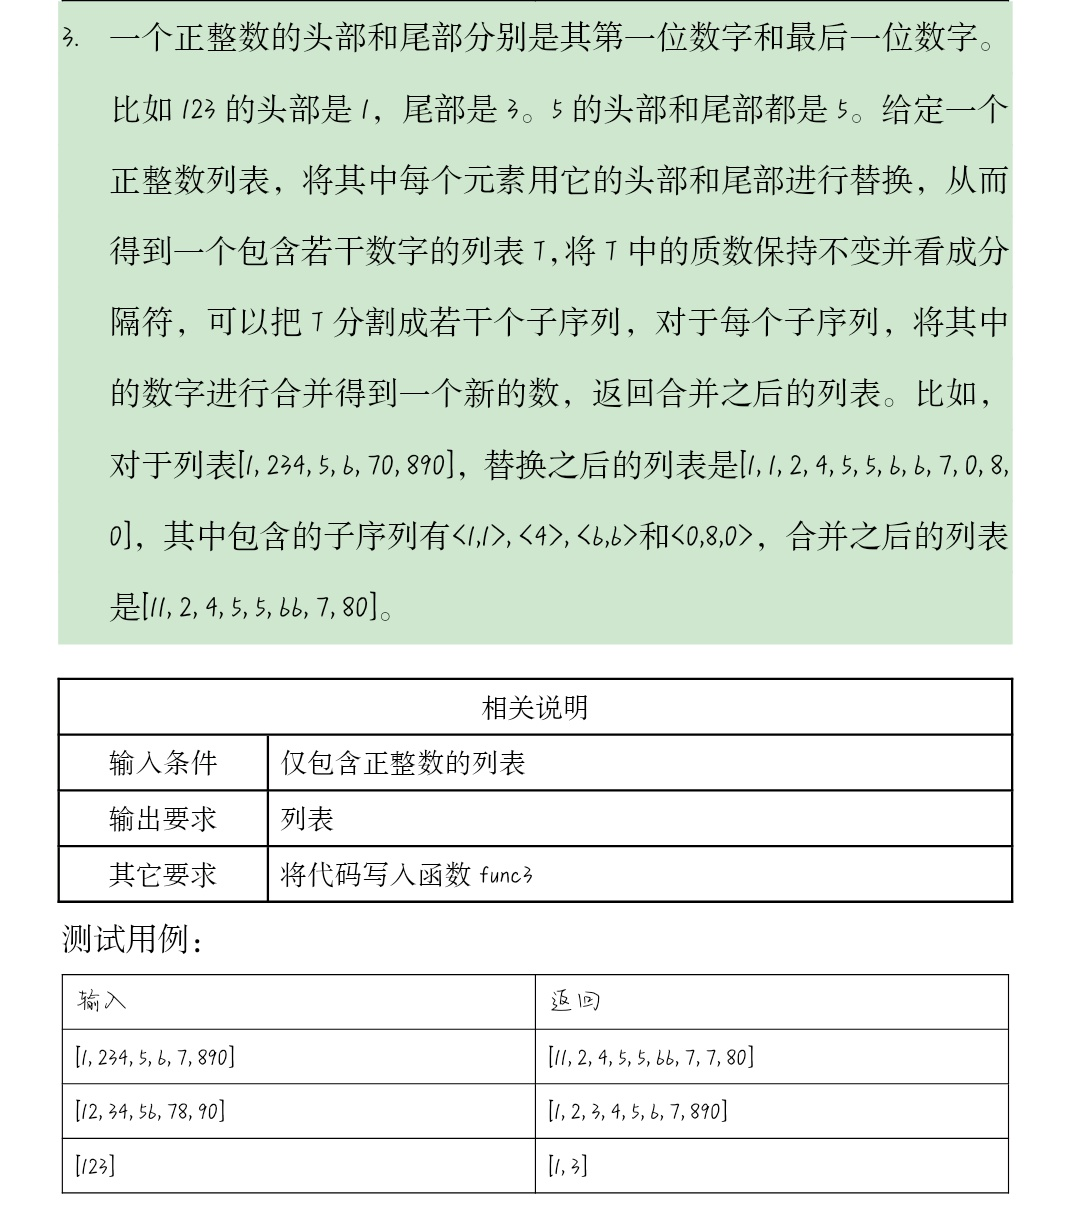 3. 一个正整数的头部和尾部分别是其第一位数字和最后一位数字。
比如 123 的头部是 1，尾部是 3。5 的头部和尾部都是 5。给定一个
正整数列表，将其中每个元素用它的头部和尾部进行替换，从而
得到一个包含若干数字的列表 T,将 T 中的质数保持不变并看成分
隔符，可以把 T 分割成若干个子序列，对于每个子序列，将其中
的数字进行合并得到一个新的数，返回合并之后的列表。比如，
对于列表[1, 234, 5, 6, 70, 890]，替换之后的列表是[1, 1, 2, 4, 5, 5, 6, 6, 7, 0, 8,
0]，其中包含的子序列有<1,1>, <4>, <6,6>和<0,8,0>，合并之后的列表
是[11, 2, 4, 5, 5, 66, 7, 80]。
相关说明
输入条件 仅包含正整数的列表
输出要求 列表
其它要求 将代码写入函数 func3
测试用例：
输入 返回
[1, 234, 5, 6, 7, 890] [11, 2, 4, 5, 5, 66, 7, 7, 80]
[12, 34, 56, 78, 90] [1, 2, 3, 4, 5, 6, 7, 890]
[123] [1, 3]